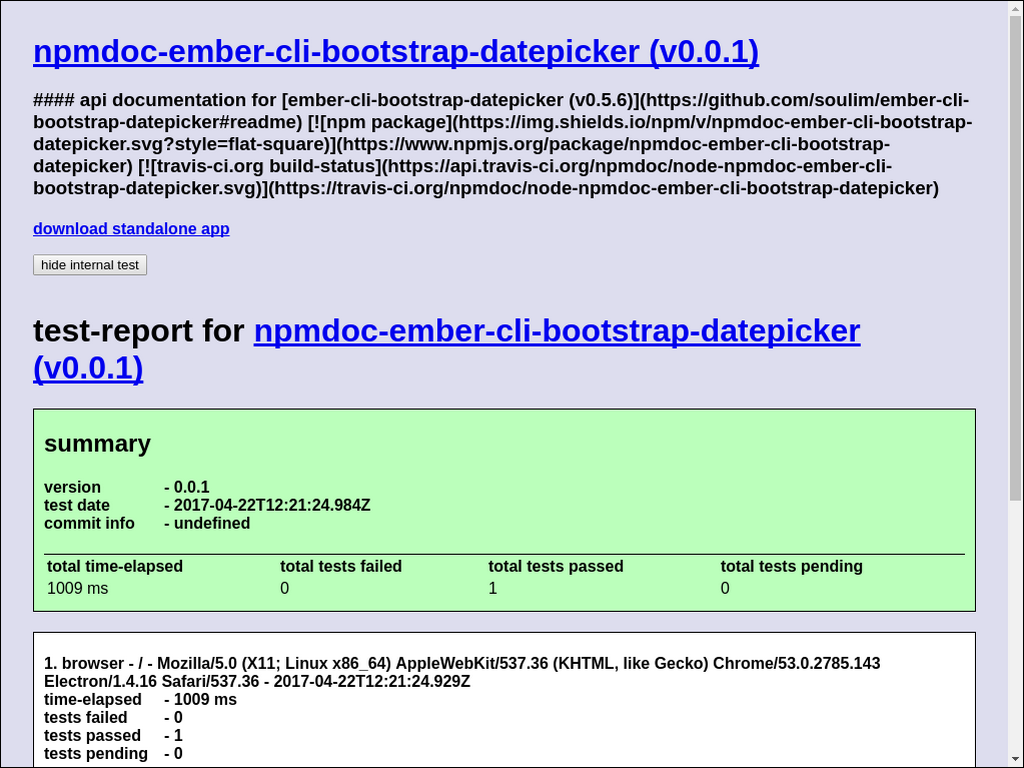 npmdoc-ember-cli-bootstrap-datepicker (v0.0.1)
#### api documentation for [ember-cli-bootstrap-datepicker (v0.5.6)](https://github.com/soulim/ember-cli-
bootstrap-datepicker#readme) [![npm package](https://img.shields.io/npm/v/npmdoc-ember-cli-bootstrap-
datepicker.svg?style=flat-square)](https://www.npmjs.org/package/npmdoc-ember-cli-bootstrap-
datepicker) [![travis-ci.org build-status](https://api.travis-ci.org/npmdoc/node-npmdoc-ember-cli-
bootstrap-datepicker.svg)](https://travis-ci.org/npmdoc/node-npmdoc-ember-cli-bootstrap-datepicker)
download standalone app
hide internal test
test-report for npmdoc-ember-cli-bootstrap-datepicker
(v0.0.1)
summary
version - 0.0.1
test date - 2017-04-22T12:21:24.984Z
commit info - undefined
total time-elapsed total tests failed total tests passed total tests pending
1009 ms 0 1 0
1. browser - / - Mozilla/5.0 (X11; Linux x86_64) AppleWebKit/537.36 (KHTML, like Gecko) Chrome/53.0.2785.143
Electron/1.4.16 Safari/537.36 - 2017-04-22T12:21:24.929Z
time-elapsed - 1009 ms
tests failed - 0
tests passed - 1
tests pending - 0